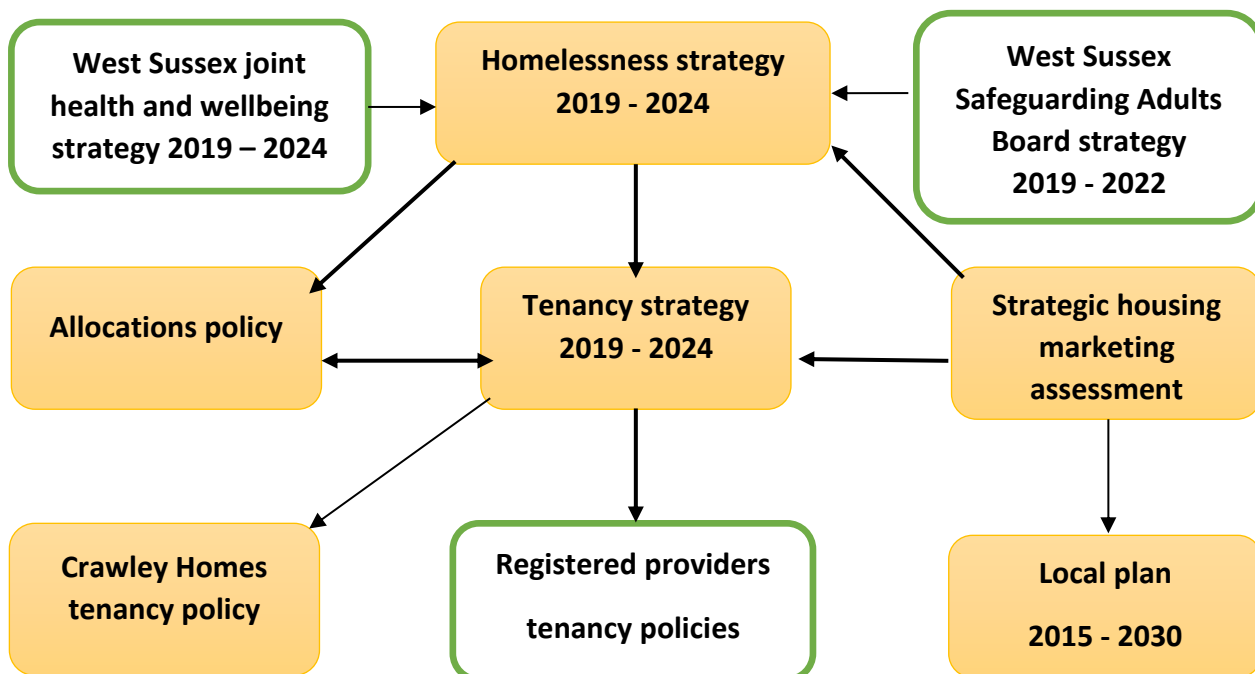 West Sussex joint
health and wellbeing
strategy 2019 – 2024
Homelessness strategy
2019 - 2024
West Sussex
Safeguarding Adults
Board strategy
2019 - 2022
Allocations policy
Tenancy strategy
2019 - 2024
Strategic housing
marketing
assessment
Crawley Homes
tenancy policy
Registered providers
tenancy policies
Local plan
2015 - 2030